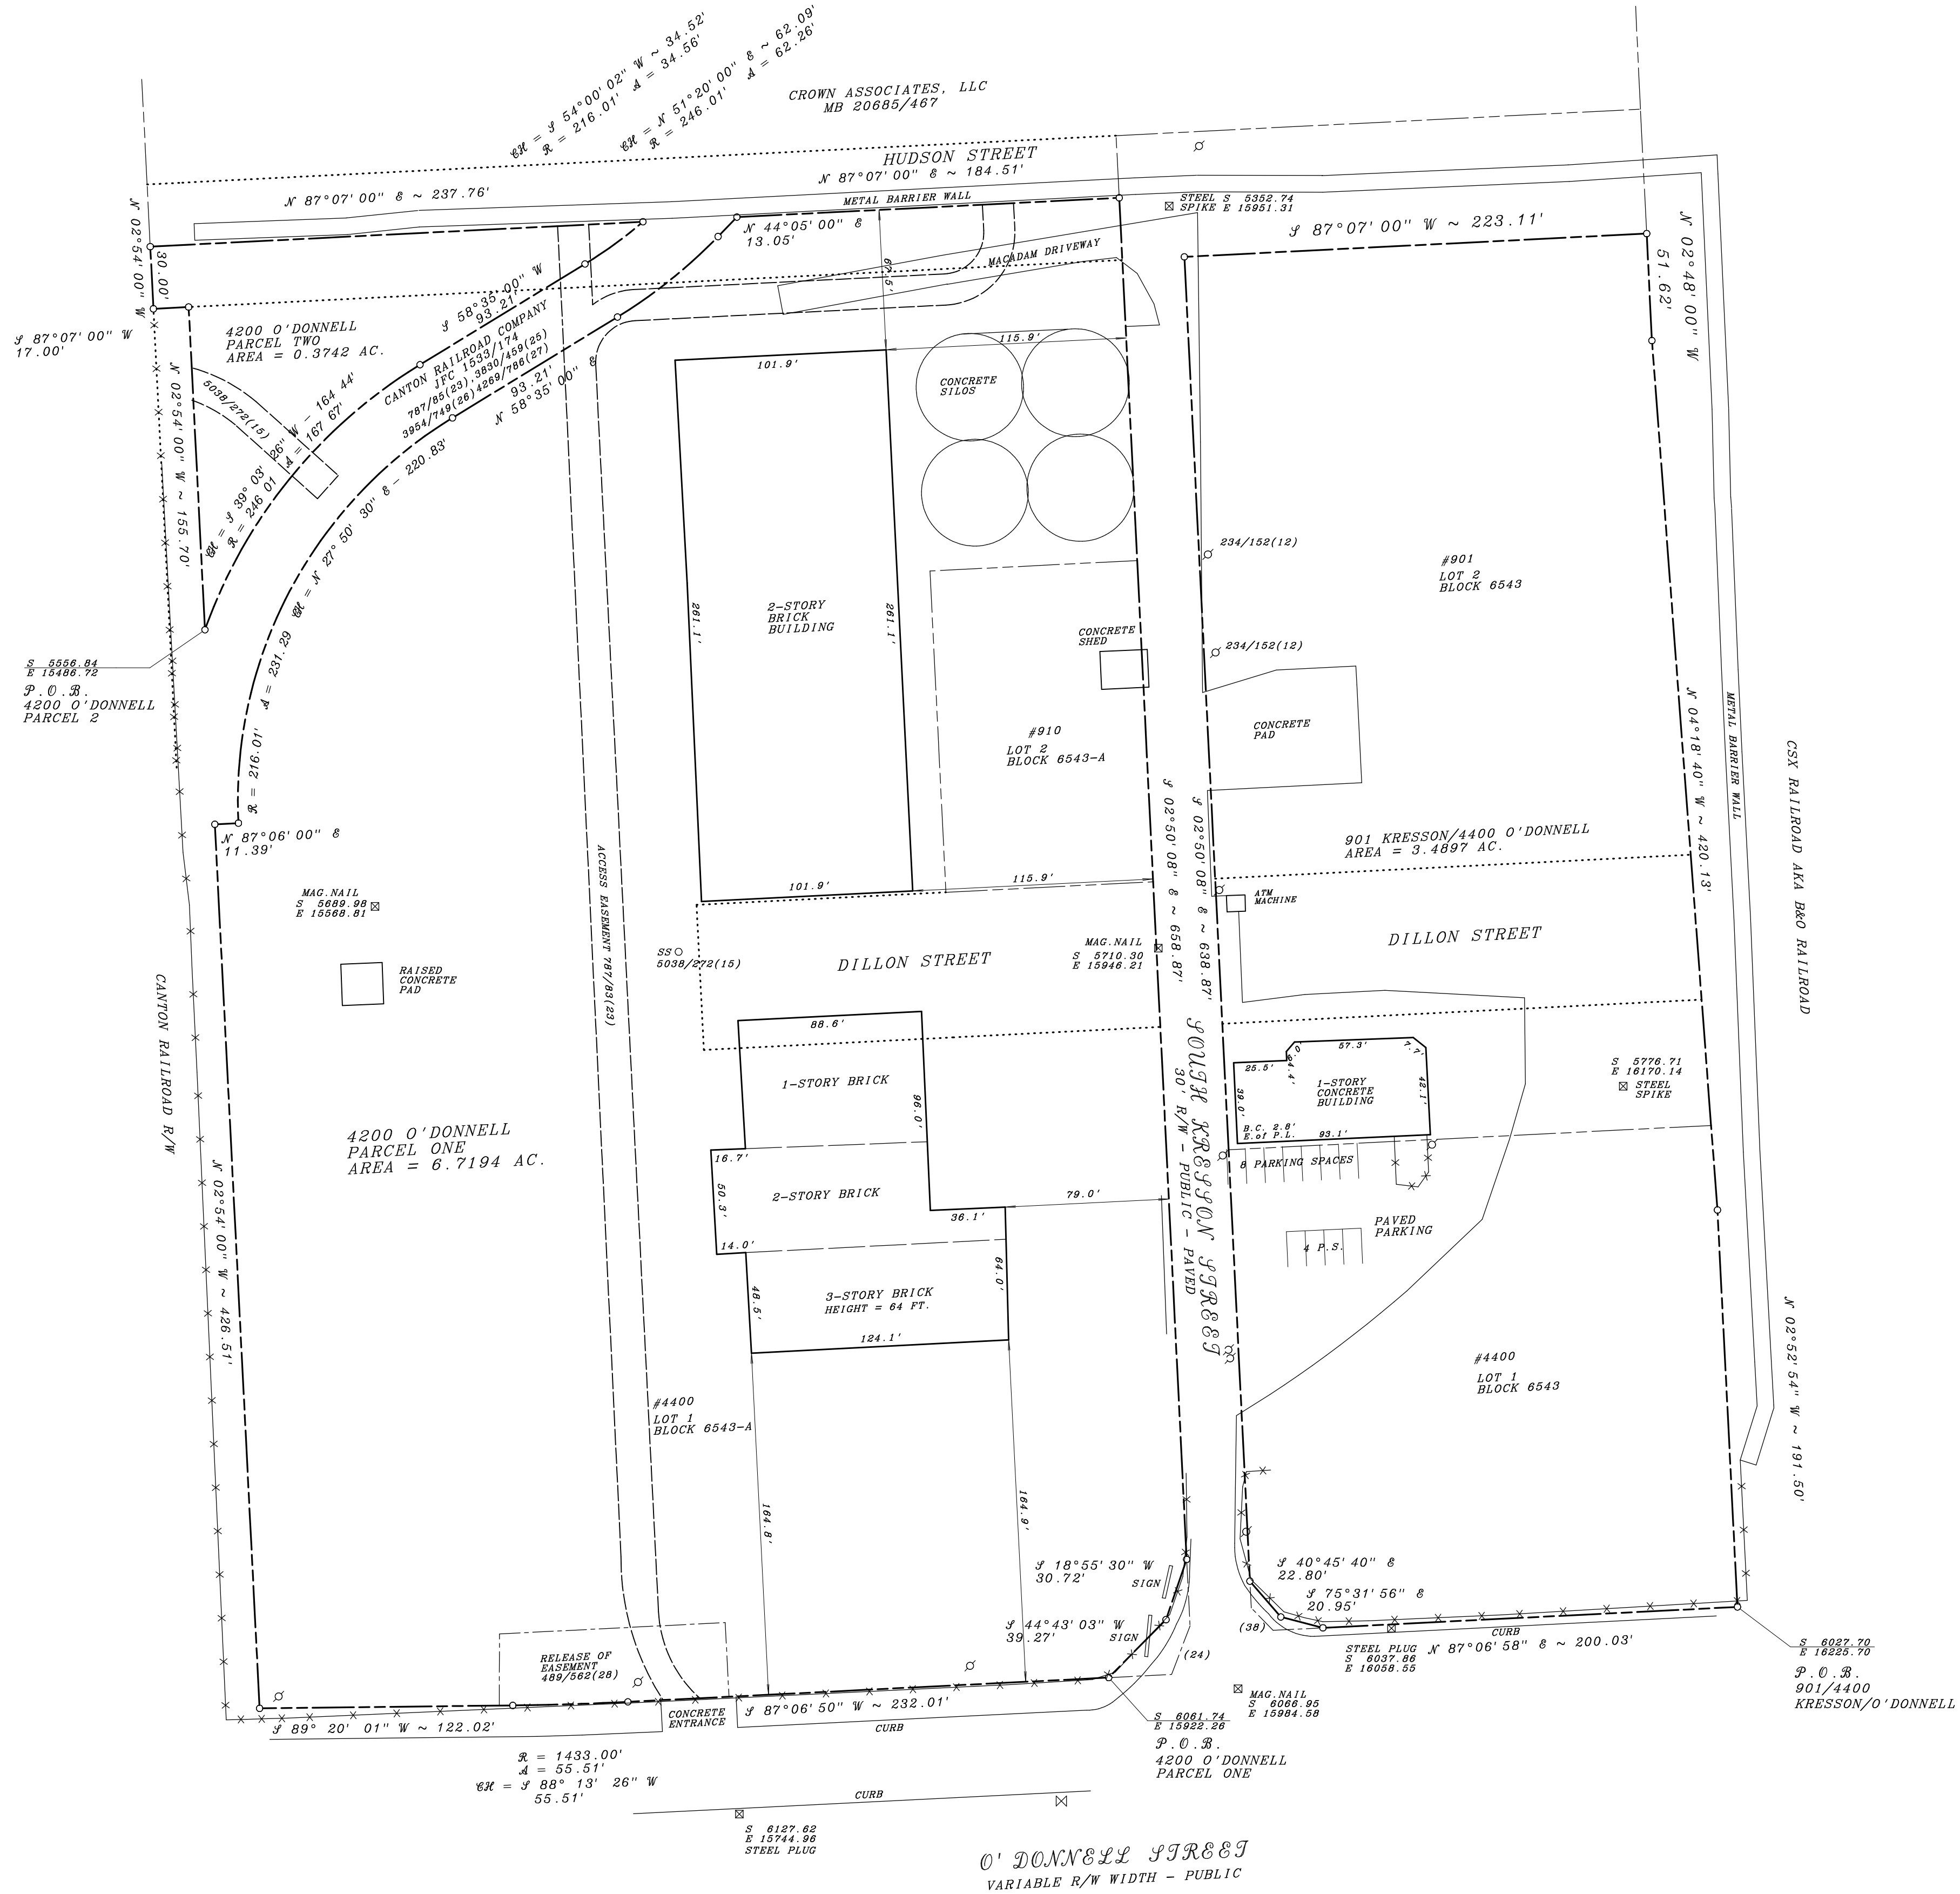 CH = S 54°00'02" W ~ 34.52'
R = 216.01' A = 34.56'
CH = N 51°20'00" E ~ 62.09'
R = 246.01' A = 62.26'
CROWN ASSOCIATES, LLC
MB 20685/467
HUDSON STREET
N 87°07'00" E ~ 237.76'
N 87°07'00" E ~ 184.51'
METAL BARRIER WALL
N 44°05'00" E
13.05'
STEEL S 5352.74
SPIKE E 15951.31
S 87°07'00" W ~ 223.11'
N 02°48'00" W
51.62'
N 02°54'00" W
30.00'
S 87°07'00" W
17.00'
MACADAM DRIVEWAY
4200 O'DONNELL
PARCEL TWO
AREA = 0.3742 AC.
S 58°35'00" W
93.21'
CANTON RAILROAD COMPANY
JFC 1533/174
787/85(23),3830/459(25)
3954/749(26)4269/786(27)
93.21'
N 58°35'00" E
5038/272(15)
N 02°54'00" W ~ 155.70'
CH = S 39°03'26" W - 164 44'
R = 246 01 A = 167 67'
R = 216.01' A = 231.29 CH = N 27°50'30" E - 220.83'
101.9'
115.9'
CONCRETE
SILOS
261.1'
261.1'
2-STORY
BRICK
BUILDING
CONCRETE
SHED
234/152(12)
234/152(12)
#901
LOT 2
BLOCK 6543
S 5556.84
E 15486.72
P.O.B.
4200 O'DONNELL
PARCEL 2
#910
LOT 2
BLOCK 6543-A
CONCRETE
PAD
N 04°18'40" W ~ 420.13'
METAL BARRIER WALL
CSX RAILROAD AKA B&O RAILROAD
N 87°06'00" E
11.39'
901 KRESSON/4400 O'DONNELL
AREA = 3.4897 AC.
ACCESS EASEMENT 787/83(23)
MAG.NAIL
S 5689.98
E 15568.81
101.9'
115.9'
S 02°50'08" E ~ 658.87'
S 02°50'08" E ~ 638.87'
ATM
MACHINE
RAISED
CONCRETE
PAD
SS
5038/272(15)
DILLON STREET
MAG.NAIL
S 5710.30
E 15946.21
DILLON STREET
CANTON RAILROAD R/W
88.6'
1-STORY BRICK
96.0'
SOUTH KRESSON STREET
30' R/W - PUBLIC - PAVED
57.3'
7.7'
25.5'
24.4'
39.0'
42.1'
1-STORY
CONCRETE
BUILDING
B.C. 2.8'
E.of P.L.
93.1'
S 5776.71
E 16170.14
STEEL
SPIKE
4200 O'DONNELL
PARCEL ONE
AREA = 6.7194 AC.
16.7'
50.3'
2-STORY BRICK
79.0'
8 PARKING SPACES
36.1'
14.0'
PAVED
PARKING
4 P.S.
N 02°54'00" W ~ 426.51'
48.5'
3-STORY BRICK
HEIGHT = 64 FT.
64.0'
124.1'
#4400
LOT 1
BLOCK 6543
N 02°52'54" W ~ 191.50'
#4400
LOT 1
BLOCK 6543-A
164.8'
164.9'
S 18°55'30" W
30.72'
SIGN
S 44°43'03" W
39.27'
SIGN
S 40°45'40" E
22.80'
S 75°31'56" E
20.95'
(24)
(38)
CURB
STEEL PLUG
S 6037.86
E 16058.55
N 87°06'58" E ~ 200.03'
S 6027.70
E 16225.70
P.O.B.
901/4400
KRESSON/O'DONNELL
RELEASE OF
EASEMENT
489/562(28)
S 89° 20' 01" W ~ 122.02'
CONCRETE
ENTRANCE
S 87°06'50" W ~ 232.01'
CURB
S 6061.74
E 15922.26
P.O.B.
4200 O'DONNELL
PARCEL ONE
MAG.NAIL
S 6066.95
E 15984.58
R = 1433.00'
A = 55.51'
CH = S 88° 13' 26" W
55.51'
CURB
S 6127.62
E 15744.96
STEEL PLUG
O'DONNELL STREET
VARIABLE R/W WIDTH - PUBLIC